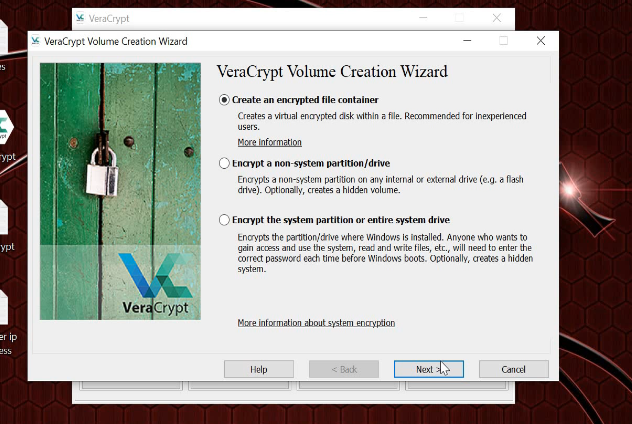 VeraCrypt
VeraCrypt Volume Creation Wizard
VeraCrypt Volume Creation Wizard
Create an encrypted file container
Creates a virtual encrypted disk within a file. Recommended for inexperienced
users.
More information
Encrypt a non-system partition/drive
Encrypts a non-system partition on any internal or external drive (e.g. a flash
drive). Optionally, creates a hidden volume.
Encrypt the system partition or entire system drive
Encrypts the partition/drive where Windows is installed. Anyone who wants to
gain access and use the system, read and write files, etc., will need to enter the
correct password each time before Windows boots. Optionally, creates a hidden
system.
VeraCrypt
More information about system encryption
Help
< Back
Next >
Cancel
es
rypt
ypt
er ip
ess